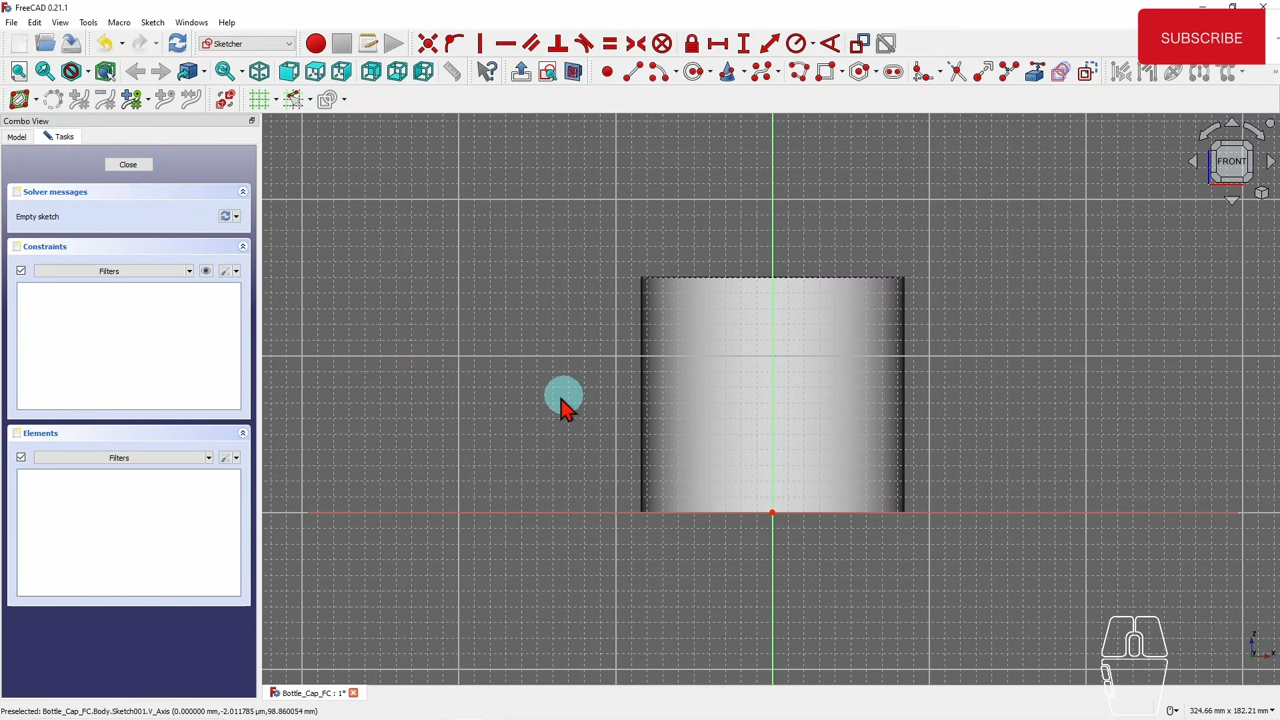 FreeCAD 0.21.1
File Edit View Tools Macro Sketch Windows Help
SUBSCRIBE
Sketcher
Combo View
Model Tasks
Close
Solver messages
Empty sketch
Constraints
Filters
Elements
Filters
FRONT
Z
X
Bottle_Cap_FC : 1*
Preselected: Bottle_Cap_FC.Body.Sketch001.V_Axis (0.000000 mm,-2.011785 µm,98.860054 mm)
324.66 mm x 182.21 mm